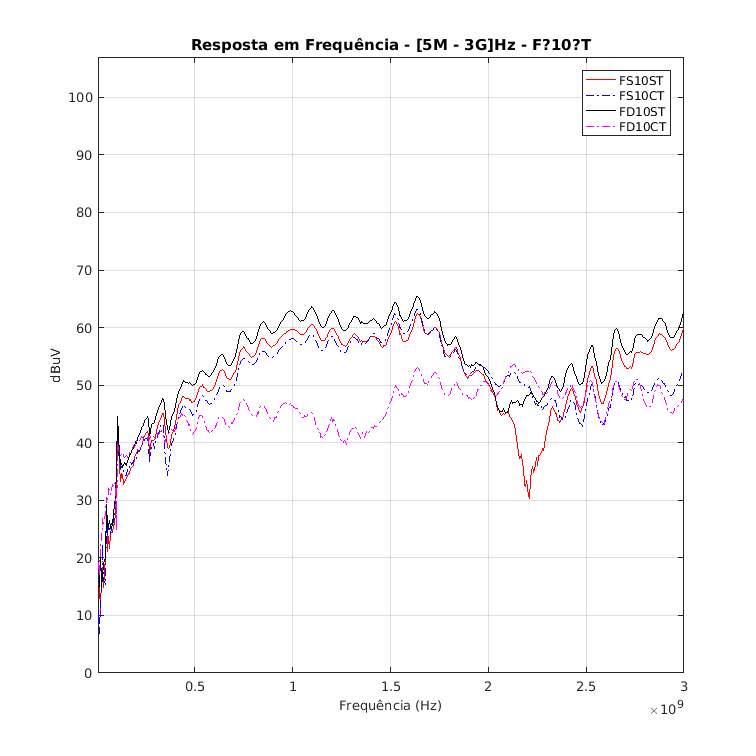 Resposta em Frequência - [5M - 3G]Hz - F?10?T
FS10ST
FS10CT
FD10ST
FD10CT
100
90
80
70
60
50
40
30
20
10
0
dBuV
0.5 1 1.5 2 2.5 3
Frequência (Hz)
×10⁹